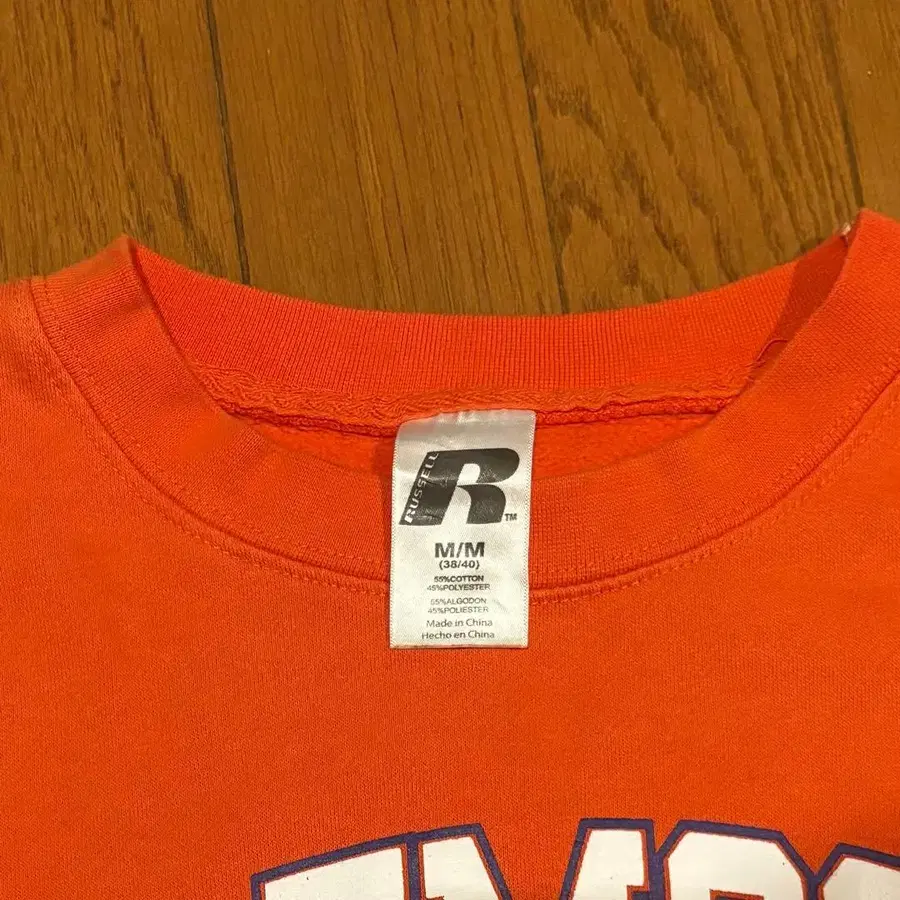 RUSSELL
R
TM
M/M
(38/40)
55%COTTON
45%POLYESTER
55%ALGODON
45%POLIESTER
Made in China
Hecho en China